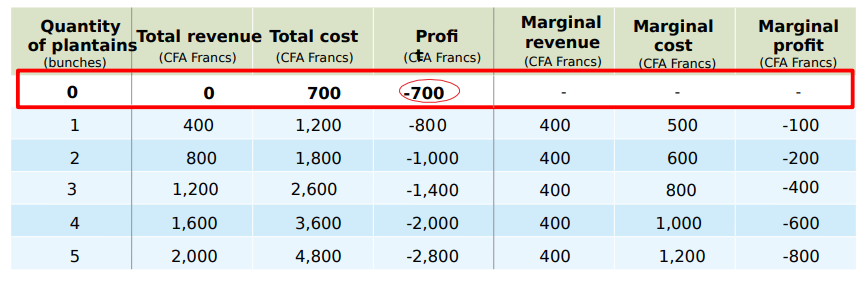 Quantity of plantains (bunches) Total revenue (CFA Francs) Total cost (CFA Francs) Profit (CFA Francs) Marginal revenue (CFA Francs) Marginal cost (CFA Francs) Marginal profit (CFA Francs)
0 0 700 -700 - - -
1 400 1,200 -800 400 500 -100
2 800 1,800 -1,000 400 600 -200
3 1,200 2,600 -1,400 400 800 -400
4 1,600 3,600 -2,000 400 1,000 -600
5 2,000 4,800 -2,800 400 1,200 -800